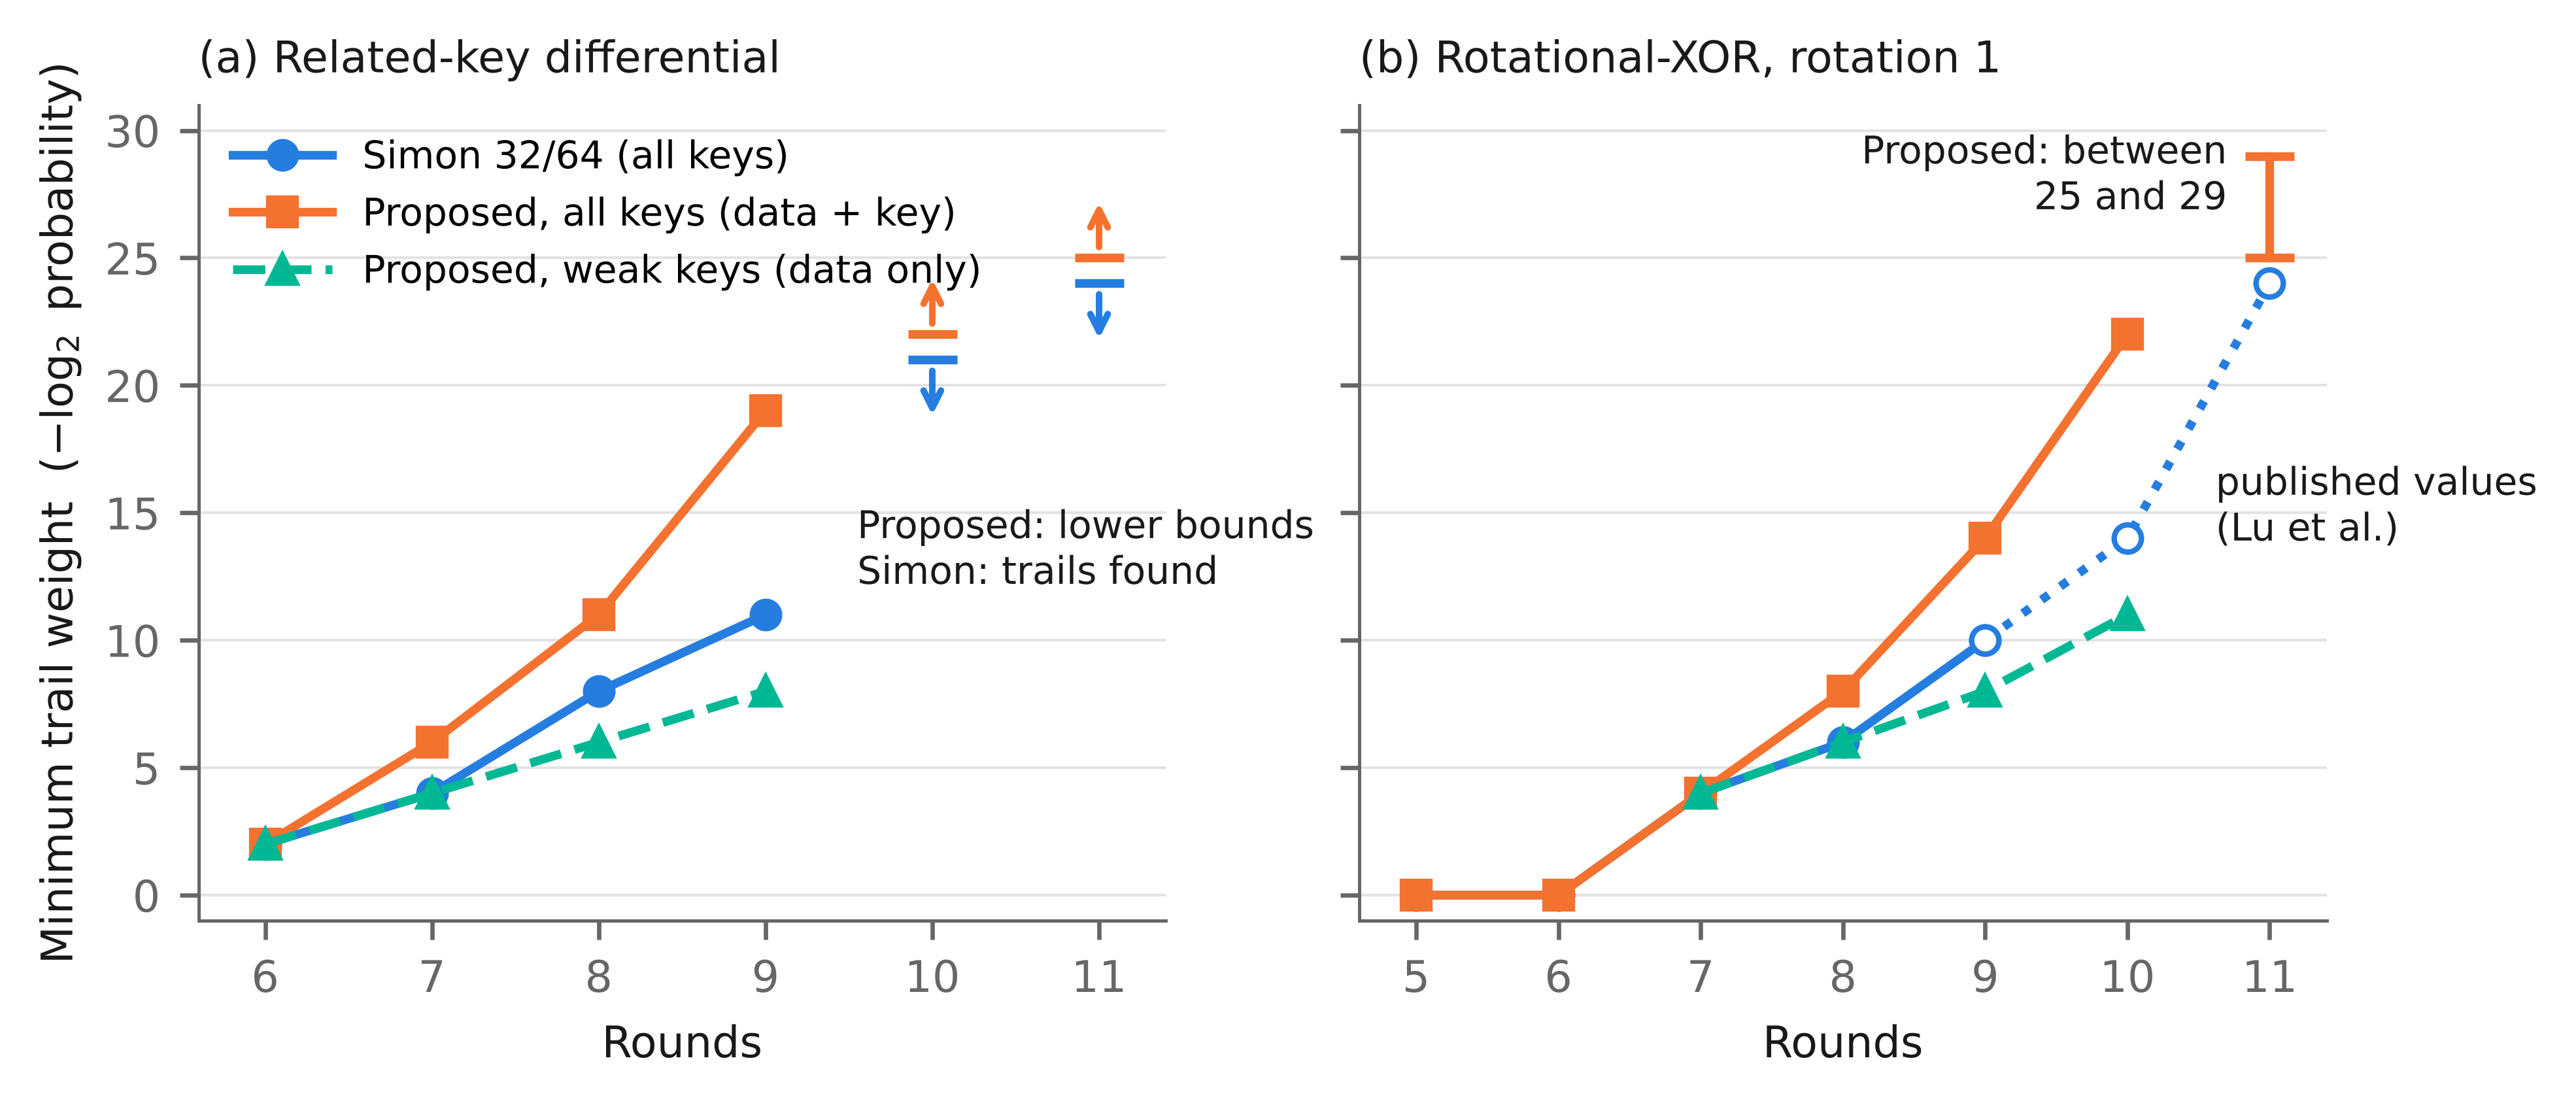 (a) Related-key differential
Minimum trail weight (−log₂ probability)
30
25
20
15
10
5
0
Simon 32/64 (all keys)
Proposed, all keys (data + key)
Proposed, weak keys (data only)
Proposed: lower bounds
Simon: trails found
6 7 8 9 10 11
Rounds
(b) Rotational-XOR, rotation 1
Proposed: between
25 and 29
published values
(Lu et al.)
5 6 7 8 9 10 11
Rounds